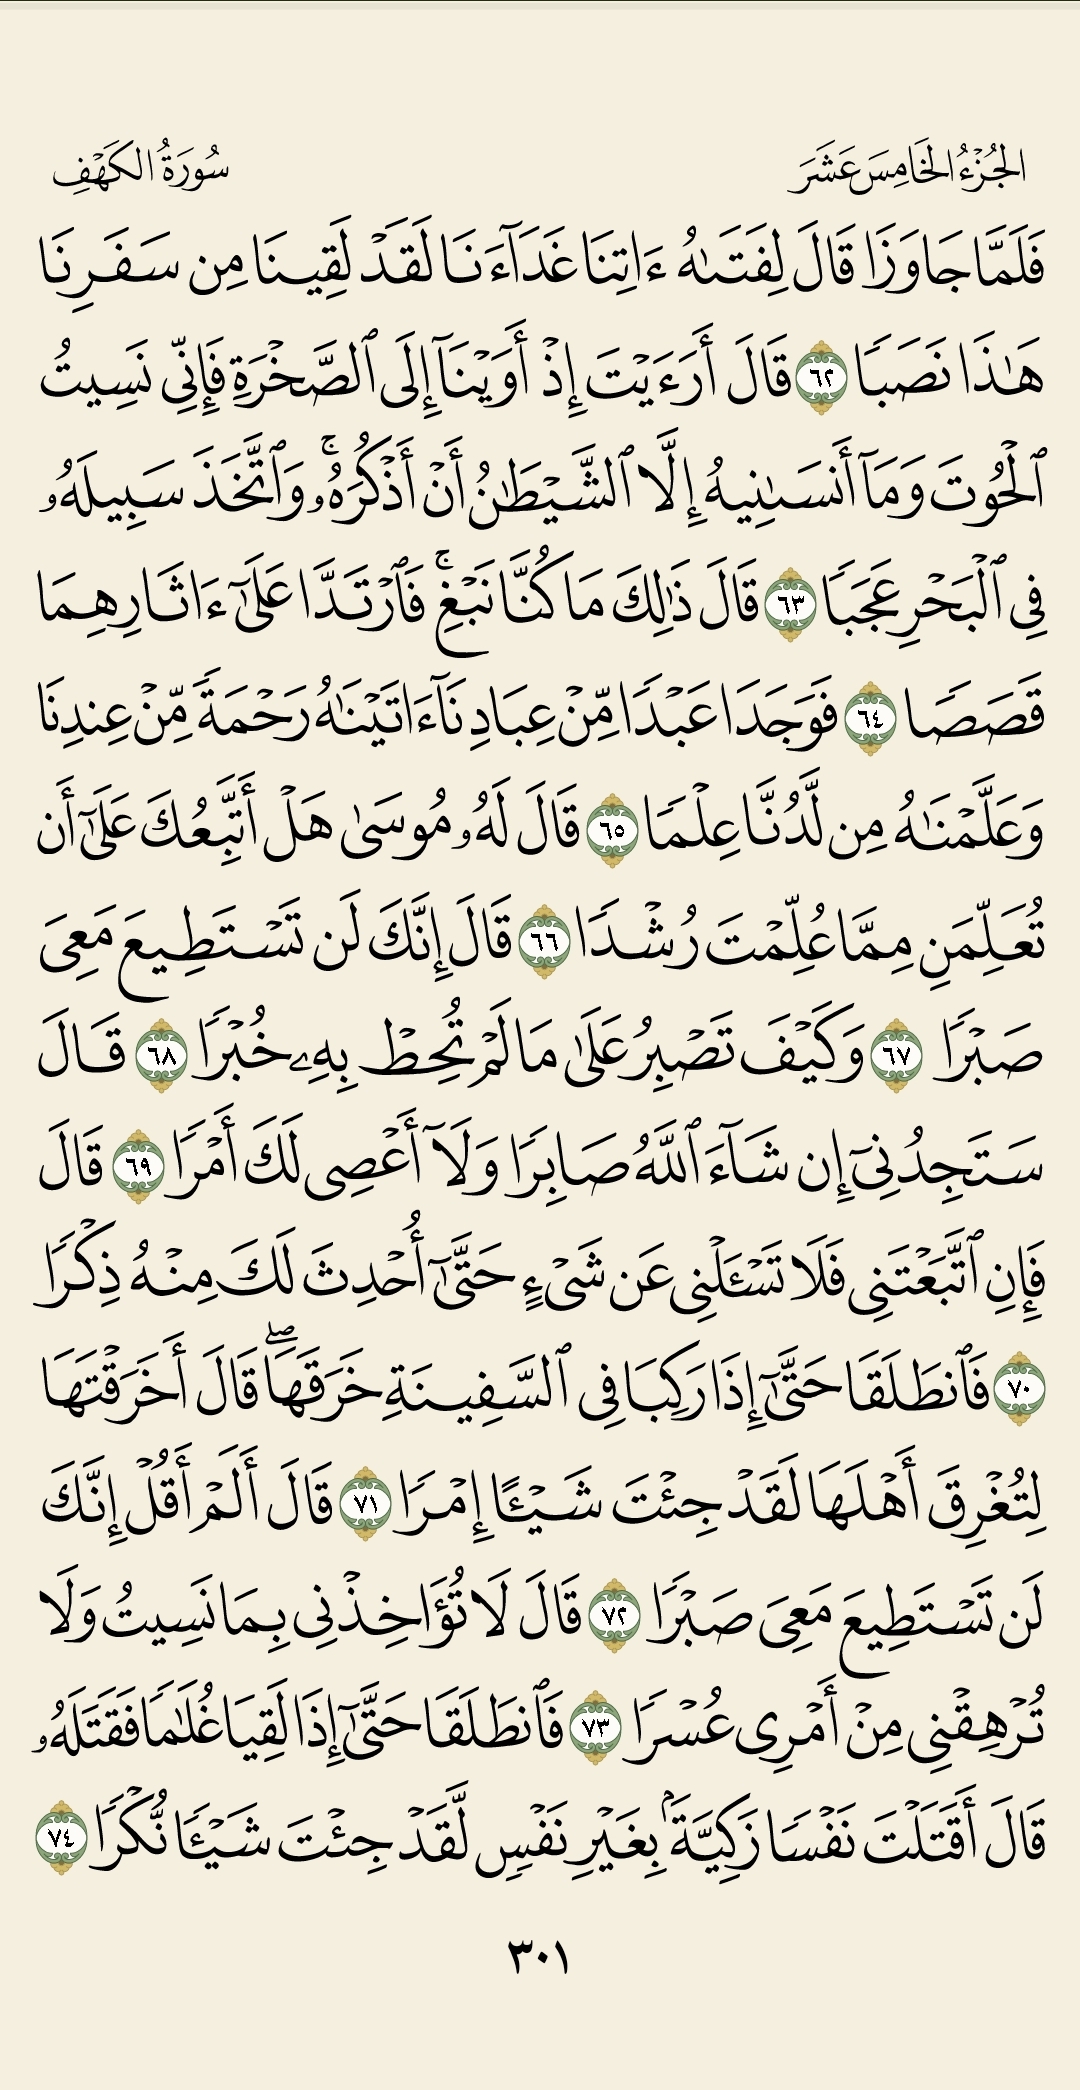 الجُزْءُ الخَامِسَ عَشَرَ
سُورَةُ الكَهْفِ
فَلَمَّا جَاوَزَا قَالَ لِفَتَىٰهُ ءَاتِنَا غَدَآءَنَا لَقَدْ لَقِينَا مِن سَفَرِنَا
هَـٰذَا نَصَبًا ٦٢ قَالَ أَرَءَيْتَ إِذْ أَوَيْنَآ إِلَى ٱلصَّخْرَةِ فَإِنِّى نَسِيتُ
ٱلْحُوتَ وَمَآ أَنسَىٰنِيهُ إِلَّا ٱلشَّيْطَـٰنُ أَنْ أَذْكُرَهُۥ ۚ وَٱتَّخَذَ سَبِيلَهُۥ
فِى ٱلْبَحْرِ عَجَبًا ٦٣ قَالَ ذَٰلِكَ مَا كُنَّا نَبْغِ ۚ فَٱرْتَدَّا عَلَىٰٓ ءَاثَارِهِمَا
قَصَصًا ٦٤ فَوَجَدَا عَبْدًا مِّنْ عِبَادِنَآ ءَاتَيْنَـٰهُ رَحْمَةً مِّنْ عِندِنَا
وَعَلَّمْنَـٰهُ مِن لَّدُنَّا عِلْمًا ٦٥ قَالَ لَهُۥ مُوسَىٰ هَلْ أَتَّبِعُكَ عَلَىٰٓ أَن
تُعَلِّمَنِ مِمَّا عُلِّمْتَ رُشْدًا ٦٦ قَالَ إِنَّكَ لَن تَسْتَطِيعَ مَعِىَ
صَبْرًا ٦٧ وَكَيْفَ تَصْبِرُ عَلَىٰ مَا لَمْ تُحِطْ بِهِۦ خُبْرًا ٦٨ قَالَ
سَتَجِدُنِىٓ إِن شَآءَ ٱللَّهُ صَابِرًا وَلَآ أَعْصِى لَكَ أَمْرًا ٦٩ قَالَ
فَإِنِ ٱتَّبَعْتَنِى فَلَا تَسْـَٔلْنِى عَن شَىْءٍ حَتَّىٰٓ أُحْدِثَ لَكَ مِنْهُ ذِكْرًا
٧٠ فَٱنطَلَقَا حَتَّىٰٓ إِذَا رَكِبَا فِى ٱلسَّفِينَةِ خَرَقَهَا ۖ قَالَ أَخَرَقْتَهَا
لِتُغْرِقَ أَهْلَهَا لَقَدْ جِئْتَ شَيْـًٔا إِمْرًا ٧١ قَالَ أَلَمْ أَقُلْ إِنَّكَ
لَن تَسْتَطِيعَ مَعِىَ صَبْرًا ٧٢ قَالَ لَا تُؤَاخِذْنِى بِمَا نَسِيتُ وَلَا
تُرْهِقْنِى مِنْ أَمْرِى عُسْرًا ٧٣ فَٱنطَلَقَا حَتَّىٰٓ إِذَا لَقِيَا غُلَـٰمًا فَقَتَلَهُۥ
قَالَ أَقَتَلْتَ نَفْسًا زَكِيَّةًۢ بِغَيْرِ نَفْسٍ لَّقَدْ جِئْتَ شَيْـًٔا نُّكْرًا ٧٤
٣٠١